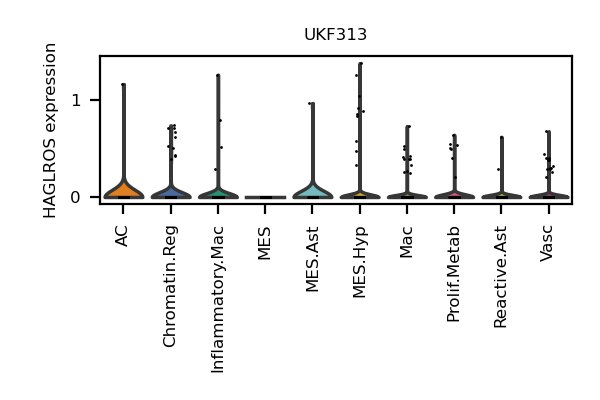 UKF313
HAGLROS expression
1
0
AC
Chromatin.Reg
Inflammatory.Mac
MES
MES.Ast
MES.Hyp
Mac
Prolif.Metab
Reactive.Ast
Vasc